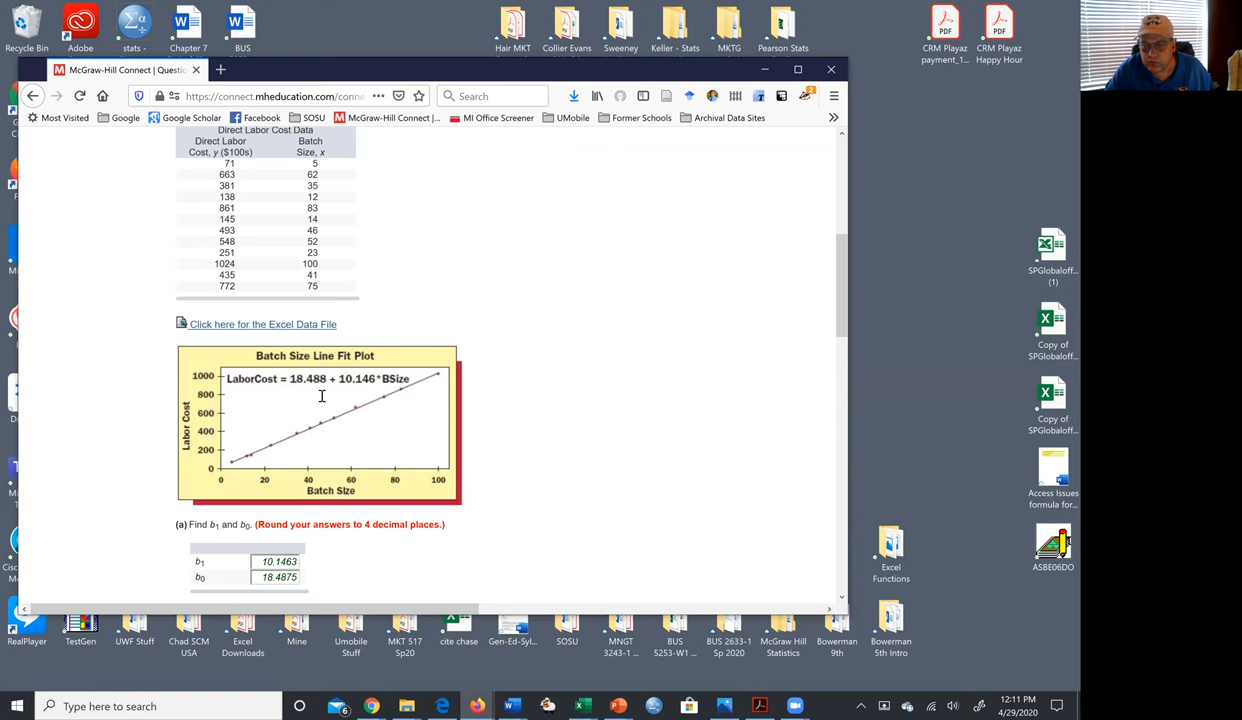 Recycle Bin
Adobe
stats -
Chapter 7
BUS
Hair MKT
Collier Evans
Sweeney
Keller - Stats
MKTG
Pearson Stats
CRM Playaz payment_1...
CRM Playaz Happy Hour
McGraw-Hill Connect | Questio
https://connect.mheducation.com/conne
Search
Most Visited
Google
Google Scholar
Facebook
SOSU
McGraw-Hill Connect |...
MI Office Screener
UMobile
Former Schools
Archival Data Sites
Direct Labor Cost Data
Direct Labor Batch
Cost, y ($100s) Size, x
71 5
663 62
381 35
138 12
861 83
145 14
493 46
548 52
251 23
1024 100
435 41
772 75
Click here for the Excel Data File
Batch Size Line Fit Plot
LaborCost = 18.488 + 10.146*BSize
1000
800
600
400
200
0
Labor Cost
0 20 40 60 80 100
Batch Size
(a) Find b1 and b0. (Round your answers to 4 decimal places.)
b1 10.1463
b0 18.4875
SPGlobaloff... (1)
Copy of SPGlobaloff...
Copy of SPGlobaloff...
Access Issues formula for...
ASBE06DO
Excel Functions
RealPlayer
TestGen
UWF Stuff
Chad SCM USA
Excel Downloads
Mine
Umobile Stuff
MKT 517 Sp20
cite chase
Gen-Ed-Syl...
SOSU
MNGT 3243-1 ...
BUS 5253-W1 ...
BUS 2633-1 Sp 2020
McGraw Hill Statistics
Bowerman 9th
Bowerman 5th Intro
Type here to search
6
12:11 PM
4/29/2020